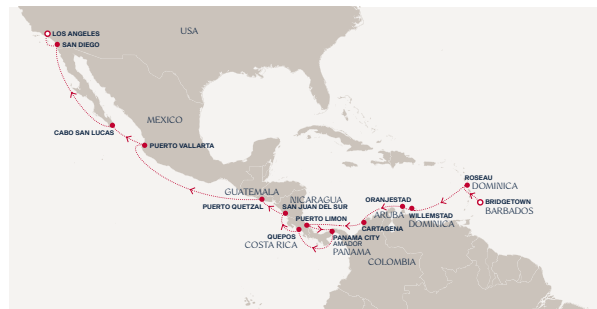 USA
LOS ANGELES
SAN DIEGO
MEXICO
CABO SAN LUCAS
PUERTO VALLARTA
ROSEAU
DOMINICA
GUATEMALA
NICARAGUA
ORANJESTAD
BRIDGETOWN
PUERTO QUETZAL
SAN JUAN DEL SUR
BARBADOS
ARUBA
WILLEMSTAD
PUERTO LIMON
DOMINICA
CARTAGENA
QUEPOS
PANAMA CITY
COSTA RICA
AMADOR
PANAMA
COLOMBIA